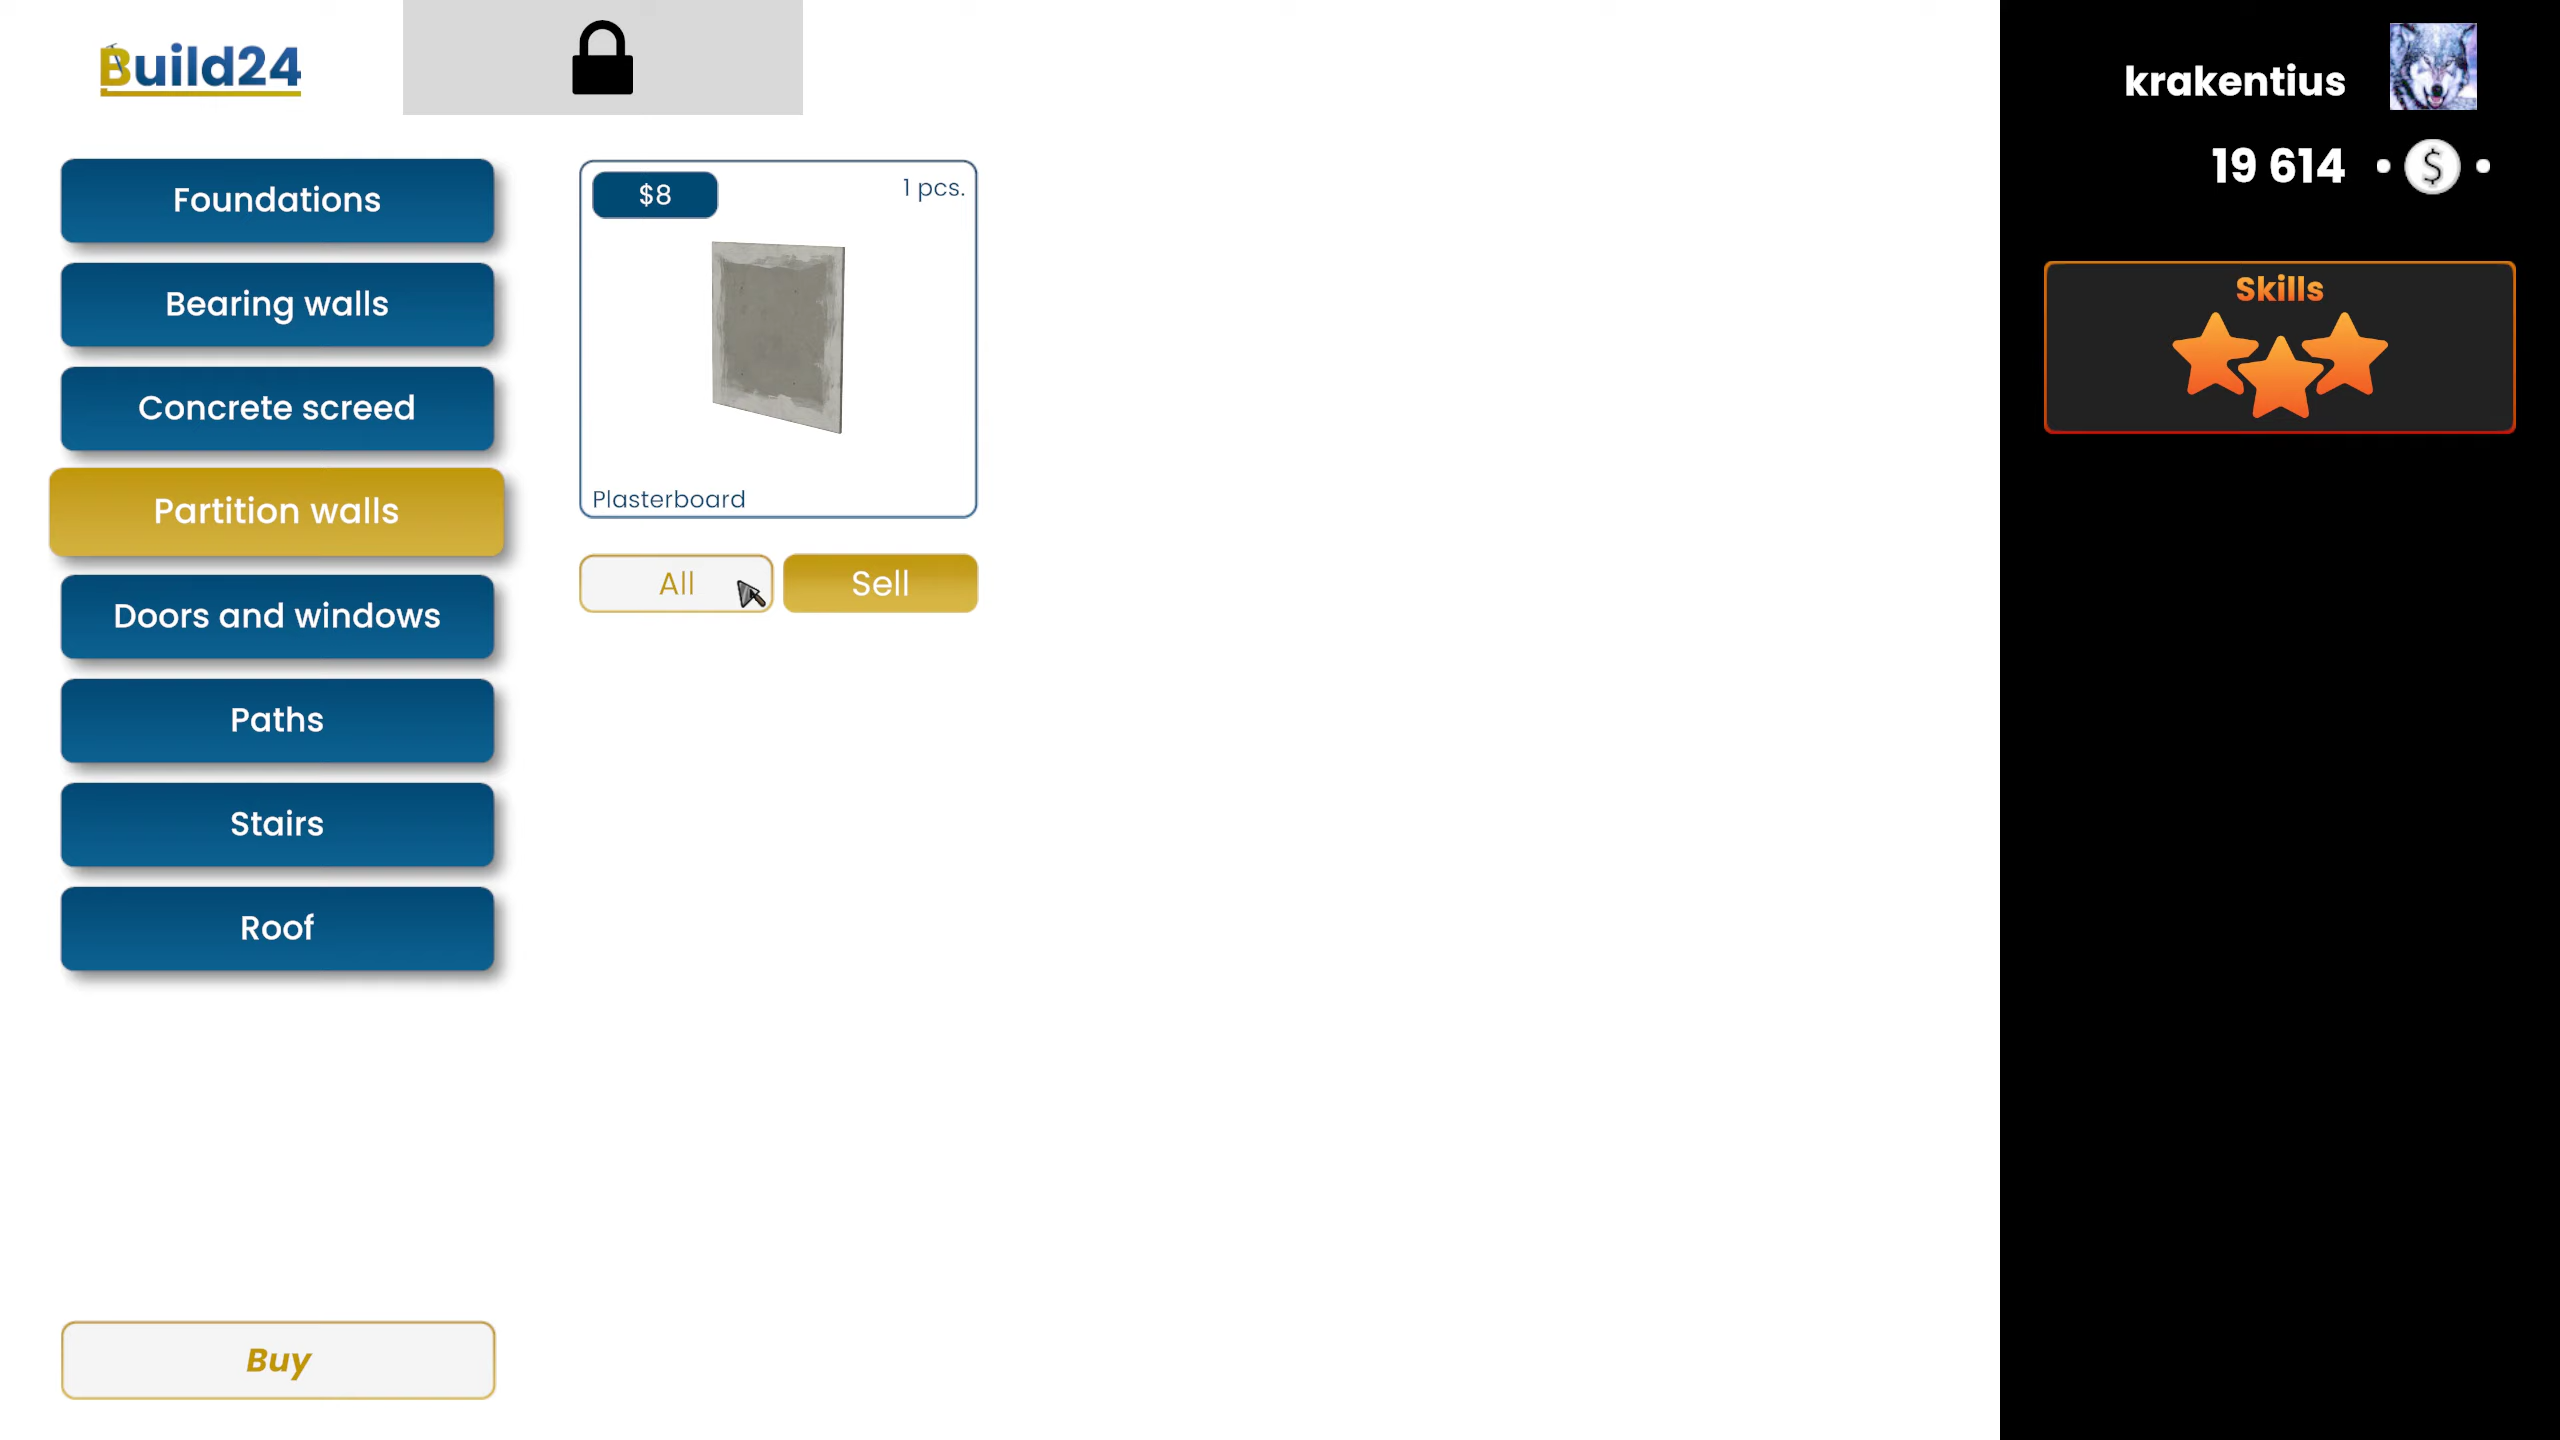 Build24
krakentius
19 614
$
Foundations
Bearing walls
Concrete screed
Partition walls
Doors and windows
Paths
Stairs
Roof
Buy
$8
1 pcs.
Plasterboard
All
Sell
Skills